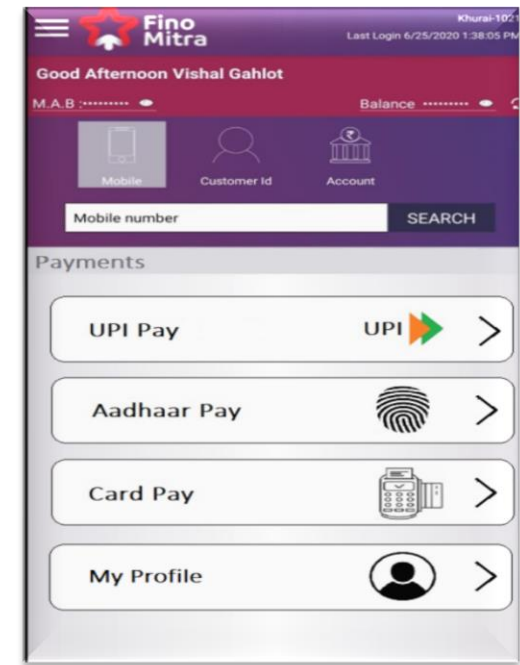 Fino
Mitra
Khurai-1021
Last Login 6/25/2020 1:38:05 PM
Good Afternoon Vishal Gahlot
M.A.B :•••••••••
Balance •••••••••
Mobile
Customer Id
Account
Mobile number
SEARCH
Payments
UPI Pay
UPI
Aadhaar Pay
Card Pay
My Profile